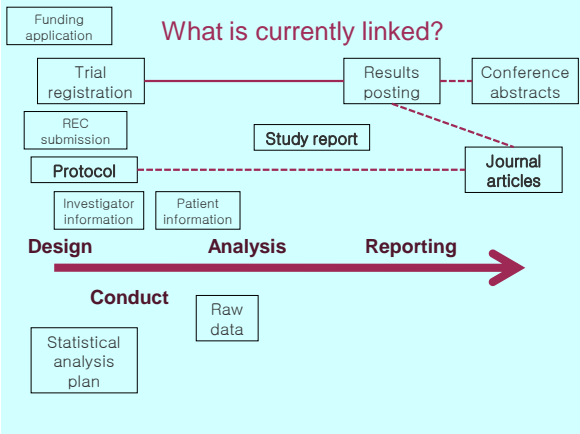 Funding
application
What is currently linked?
Trial
registration
Results
posting
Conference
abstracts
REC
submission
Study report
Protocol
Journal
articles
Investigator
information
Patient
information
Design
Analysis
Reporting
Conduct
Raw
data
Statistical
analysis
plan